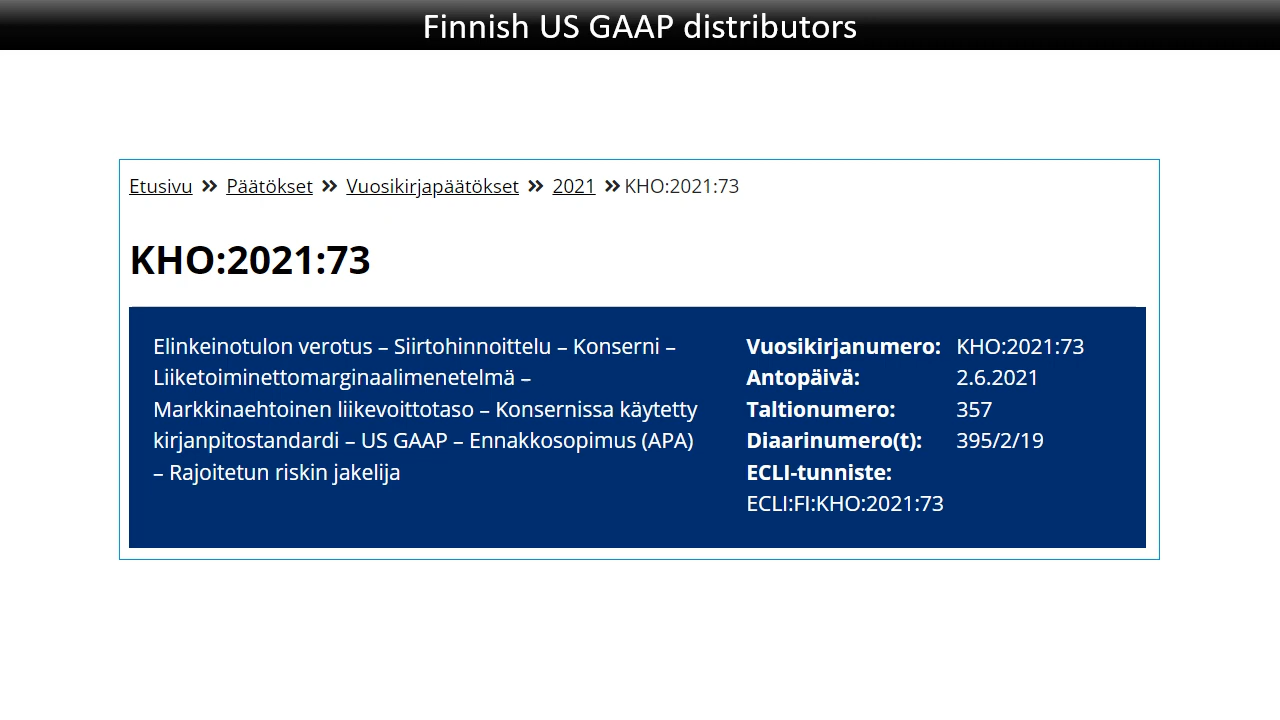 Finnish US GAAP distributors
Etusivu » Päätökset » Vuosikirjapäätökset » 2021 » KHO:2021:73
KHO:2021:73
Elinkeinotulon verotus – Siirtohinnoittelu – Konserni –
Liiketoiminettomarginaalimenetelmä –
Markkinaehtoinen liikevoittotaso – Konsernissa käytetty
kirjanpitostandardi – US GAAP – Ennakkosopimus (APA)
– Rajoitetun riskin jakelija
Vuosikirjanumero: KHO:2021:73
Antopäivä: 2.6.2021
Taltionumero: 357
Diaarinumero(t): 395/2/19
ECLI-tunniste:
ECLI:FI:KHO:2021:73